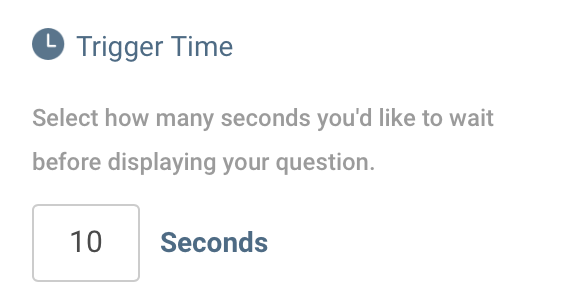 Trigger Time
Select how many seconds you'd like to wait
before displaying your question.
10 Seconds